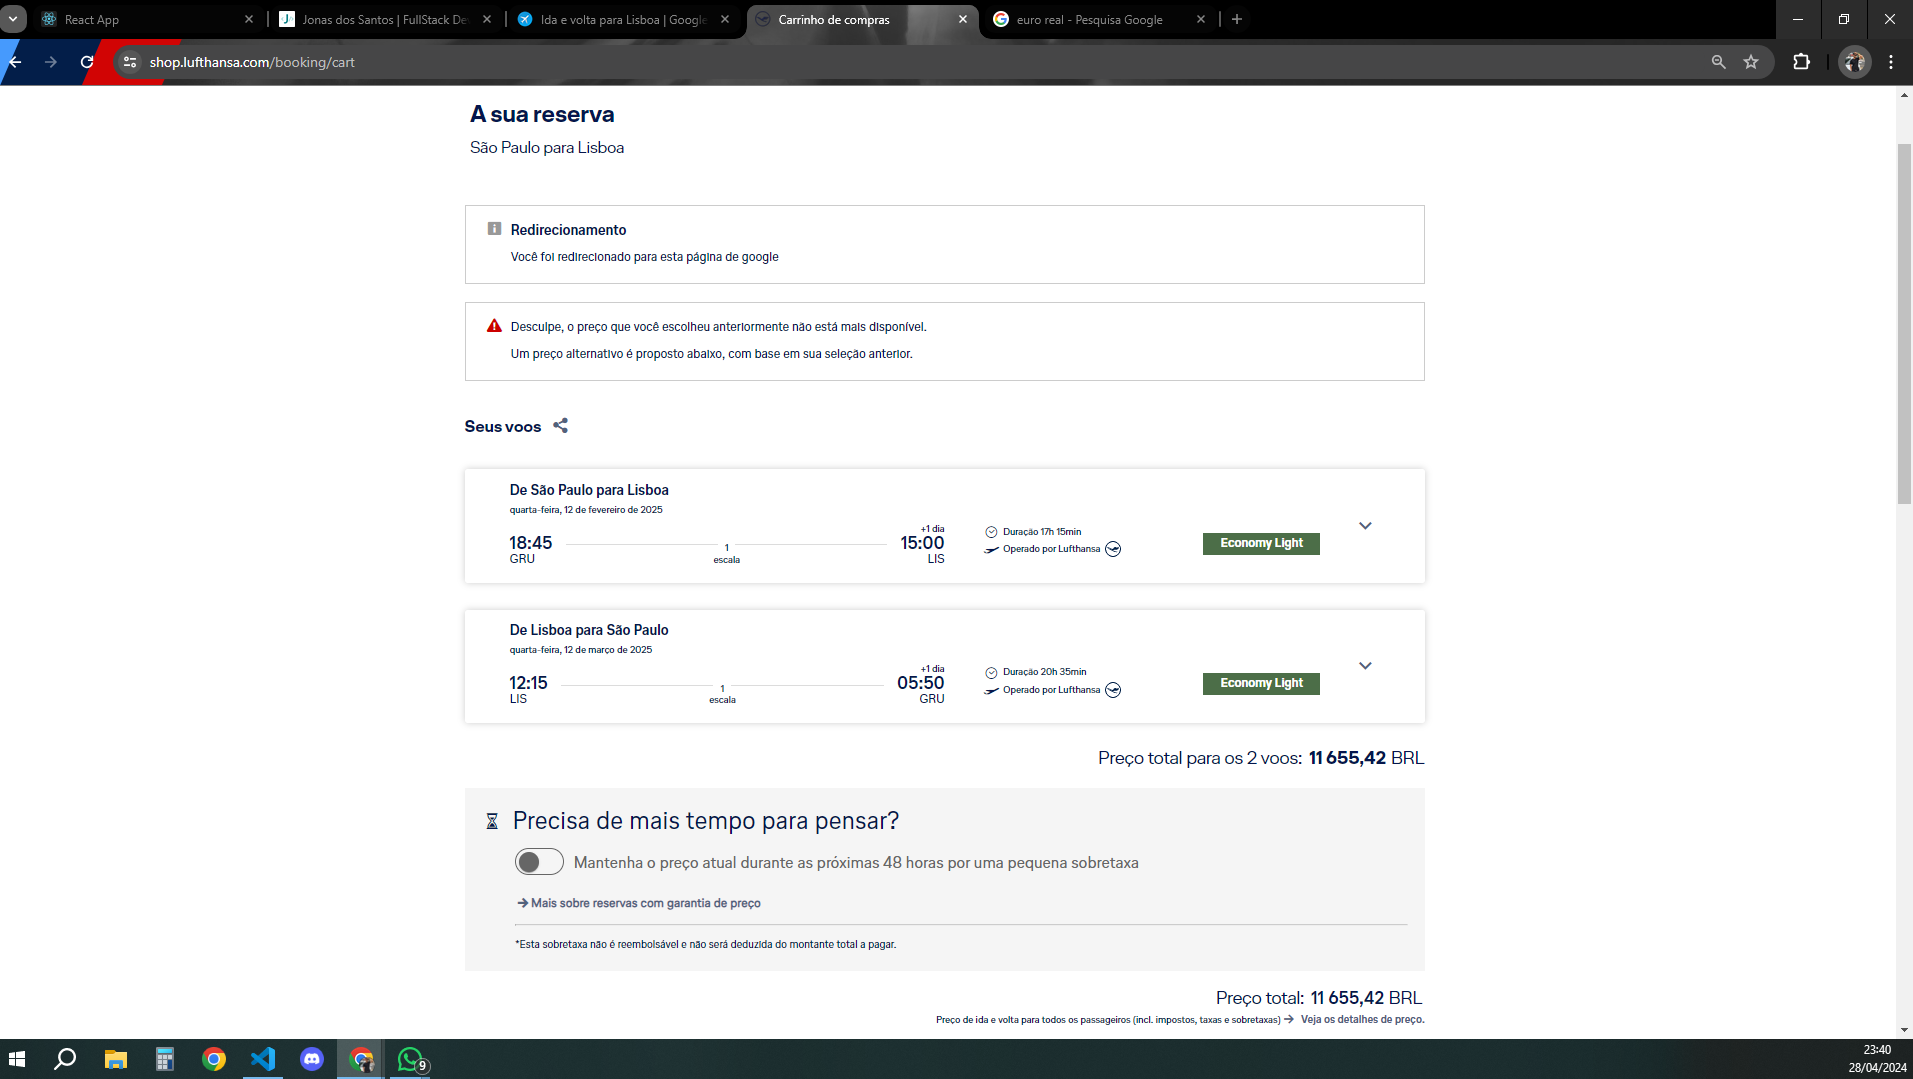 React App
Jonas dos Santos | FullStack De
Ida e volta para Lisboa | Google
Carrinho de compras
euro real - Pesquisa Google
shop.lufthansa.com/booking/cart
A sua reserva
São Paulo para Lisboa
Redirecionamento
Você foi redirecionado para esta página de google
Desculpe, o preço que você escolheu anteriormente não está mais disponível.
Um preço alternativo é proposto abaixo, com base em sua seleção anterior.
Seus voos
De São Paulo para Lisboa
quarta-feira, 12 de fevereiro de 2025
+1 dia
18:45
15:00
GRU
1
escala
LIS
Duração 17h 15min
Operado por Lufthansa
Economy Light
De Lisboa para São Paulo
quarta-feira, 12 de março de 2025
+1 dia
12:15
05:50
LIS
1
escala
GRU
Duração 20h 35min
Operado por Lufthansa
Economy Light
Preço total para os 2 voos: 11 655,42 BRL
Precisa de mais tempo para pensar?
Mantenha o preço atual durante as próximas 48 horas por uma pequena sobretaxa
Mais sobre reservas com garantia de preço
*Esta sobretaxa não é reembolsável e não será deduzida do montante total a pagar.
Preço total: 11 655,42 BRL
Preço de ida e volta para todos os passageiros (incl. impostos, taxas e sobretaxas) → Veja os detalhes de preço.
9
23:40
28/04/2024